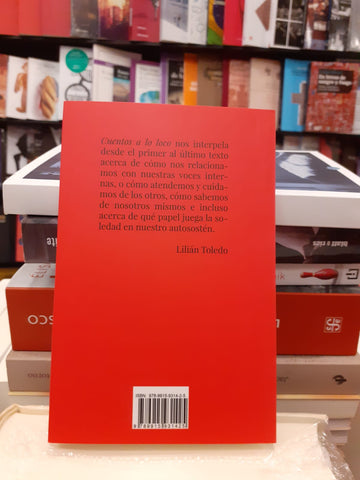 Cuentos a lo loco nos interpela
desde el primer al último texto
acerca de cómo nos relaciona-
mos con nuestras voces inter-
nas, o cómo atendemos y cuida-
mos de los otros, cómo sabemos
de nosotros mismos e incluso
acerca de qué papel juega la so-
ledad en nuestro autosostén.
Lilián Toledo